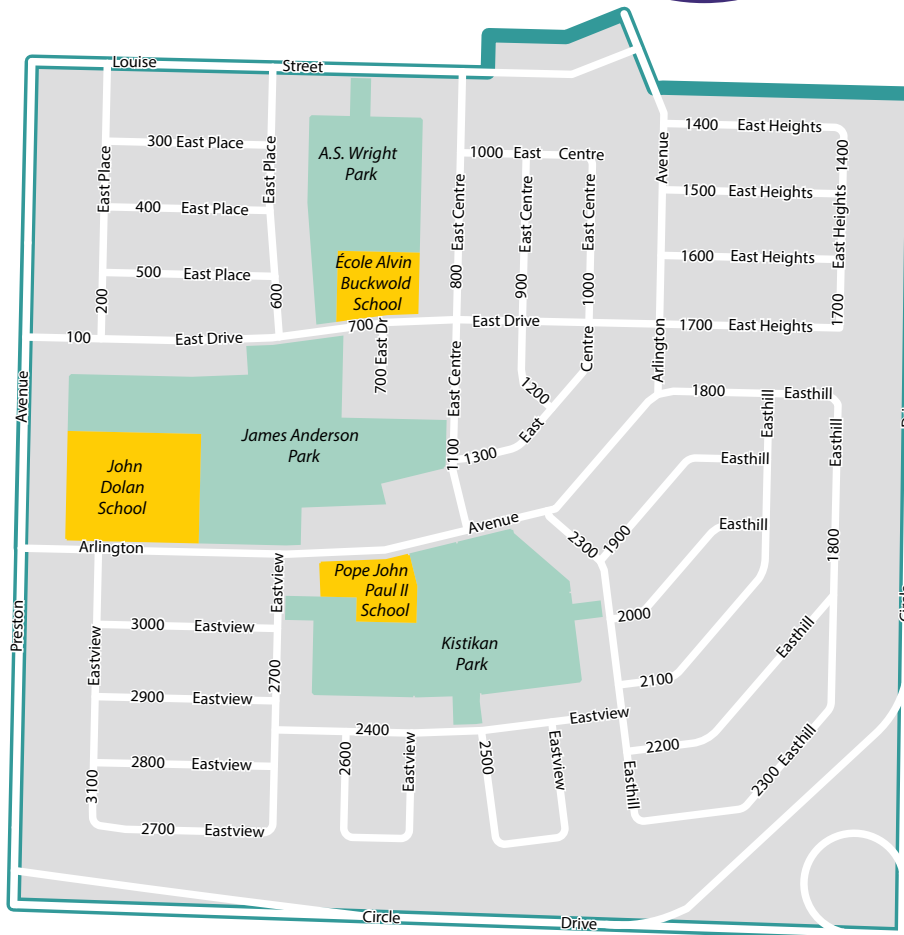 Louise
Street
300 East Place
400 East Place
500 East Place
East Place
East Place
200
600
A.S. Wright
Park
École Alvin
Buckwold
School
1000 East Centre
East Centre
East Centre
East Centre
800
900
1000
Avenue
1400 East Heights
1400
1500 East Heights
East Heights
1600 East Heights
1700
1700 East Heights
100 East Drive
700
East Drive
700 East Dr
East Centre
1100
1200
Centre
East
1300
Arlington
1800 Easthill
Easthill
Easthill
Easthill
Easthill
1800
Avenue
James Anderson
Park
John
Dolan
School
Arlington
Avenue
2300
1900
Pope John
Paul II
School
Kistikan
Park
2000
2100
2200
Easthill
2300 Easthill
Easthill
Preston
Eastview
2700
3000 Eastview
Eastview
2900 Eastview
2800 Eastview
3100
2700 Eastview
2400
Eastview
2600
Eastview
2500
Eastview
Circle
Drive